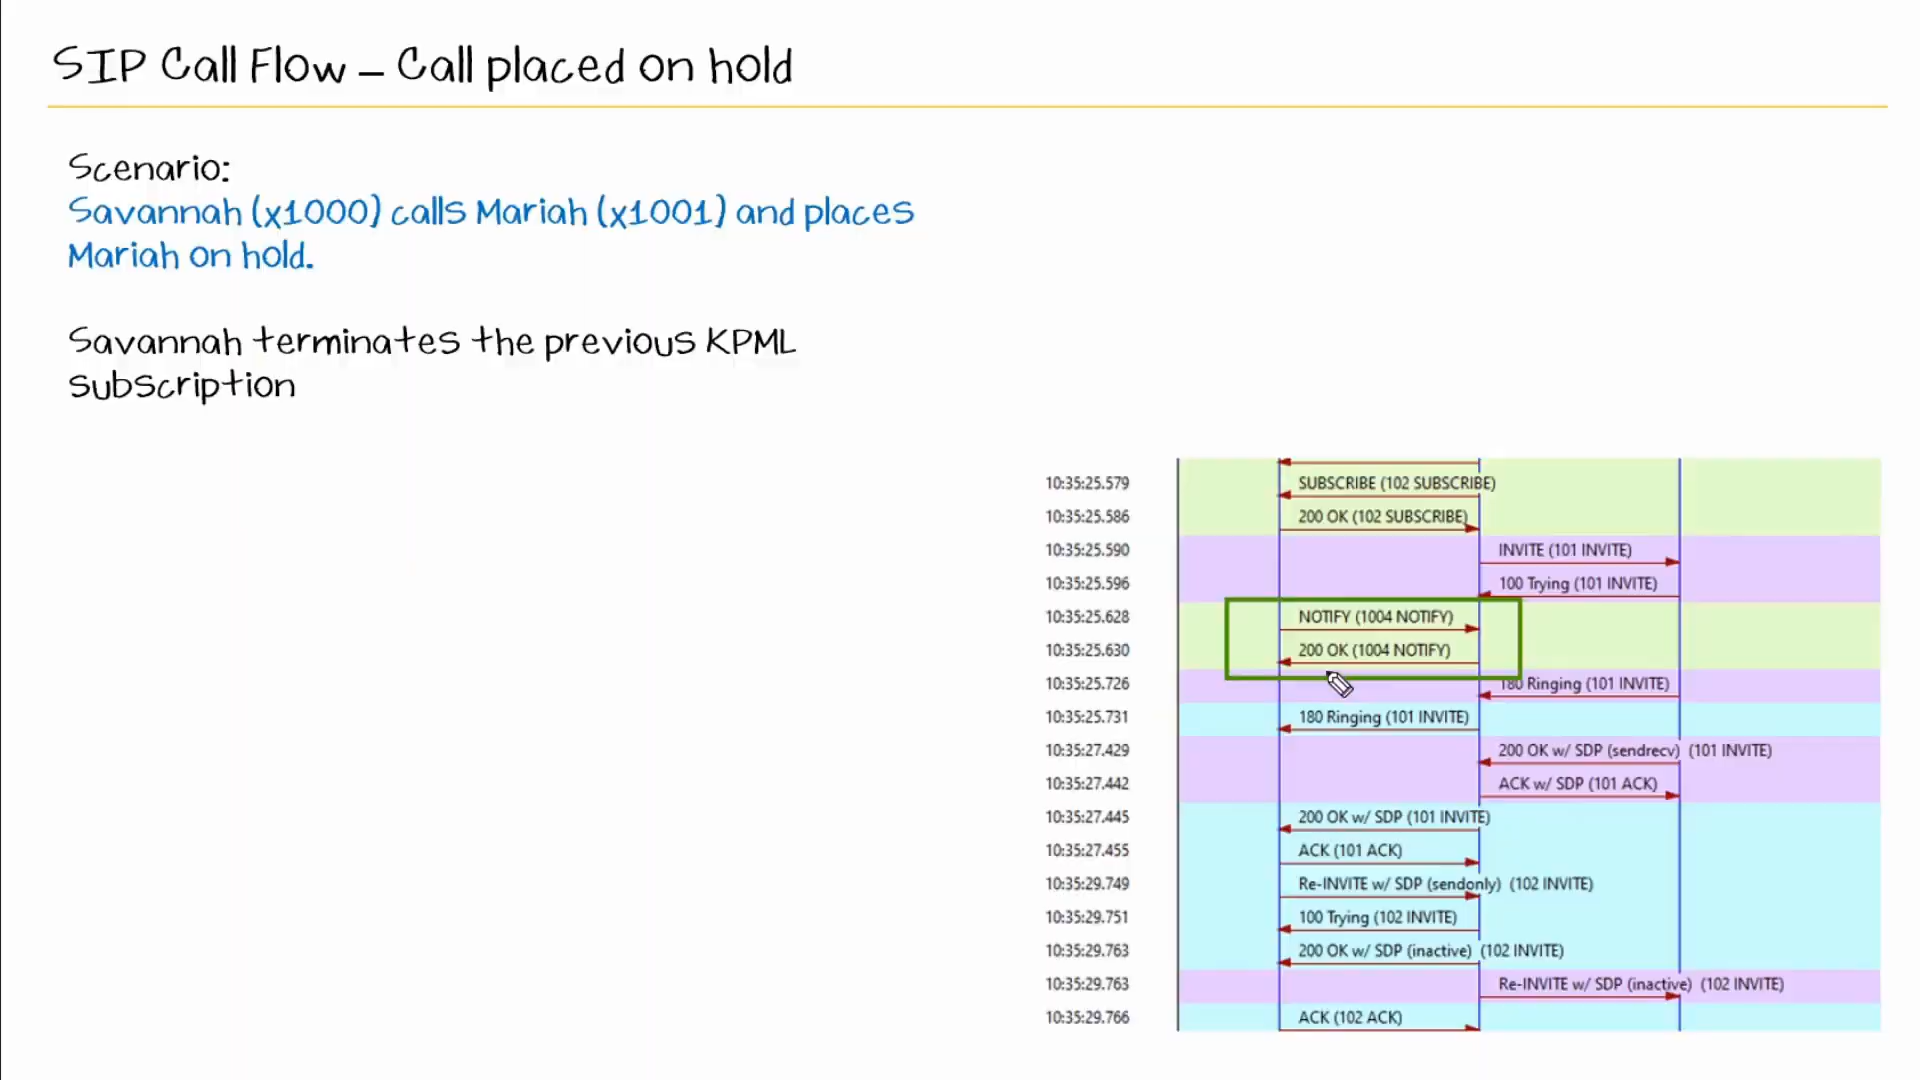 SIP Call Flow – Call placed on hold
Scenario:
Savannah (x1000) calls Mariah (x1001) and places
Mariah on hold.
Savannah terminates the previous KPML
subscription
10:35:25.579 SUBSCRIBE (102 SUBSCRIBE)
10:35:25.586 200 OK (102 SUBSCRIBE)
10:35:25.590 INVITE (101 INVITE)
10:35:25.596 100 Trying (101 INVITE)
10:35:25.628 NOTIFY (1004 NOTIFY)
10:35:25.630 200 OK (1004 NOTIFY)
10:35:25.726 180 Ringing (101 INVITE)
10:35:25.731 180 Ringing (101 INVITE)
10:35:27.429 200 OK w/ SDP (sendrecv) (101 INVITE)
10:35:27.442 ACK w/ SDP (101 ACK)
10:35:27.445 200 OK w/ SDP (101 INVITE)
10:35:27.455 ACK (101 ACK)
10:35:29.749 Re-INVITE w/ SDP (sendonly) (102 INVITE)
10:35:29.751 100 Trying (102 INVITE)
10:35:29.763 200 OK w/ SDP (inactive) (102 INVITE)
10:35:29.763 Re-INVITE w/ SDP (inactive) (102 INVITE)
10:35:29.766 ACK (102 ACK)